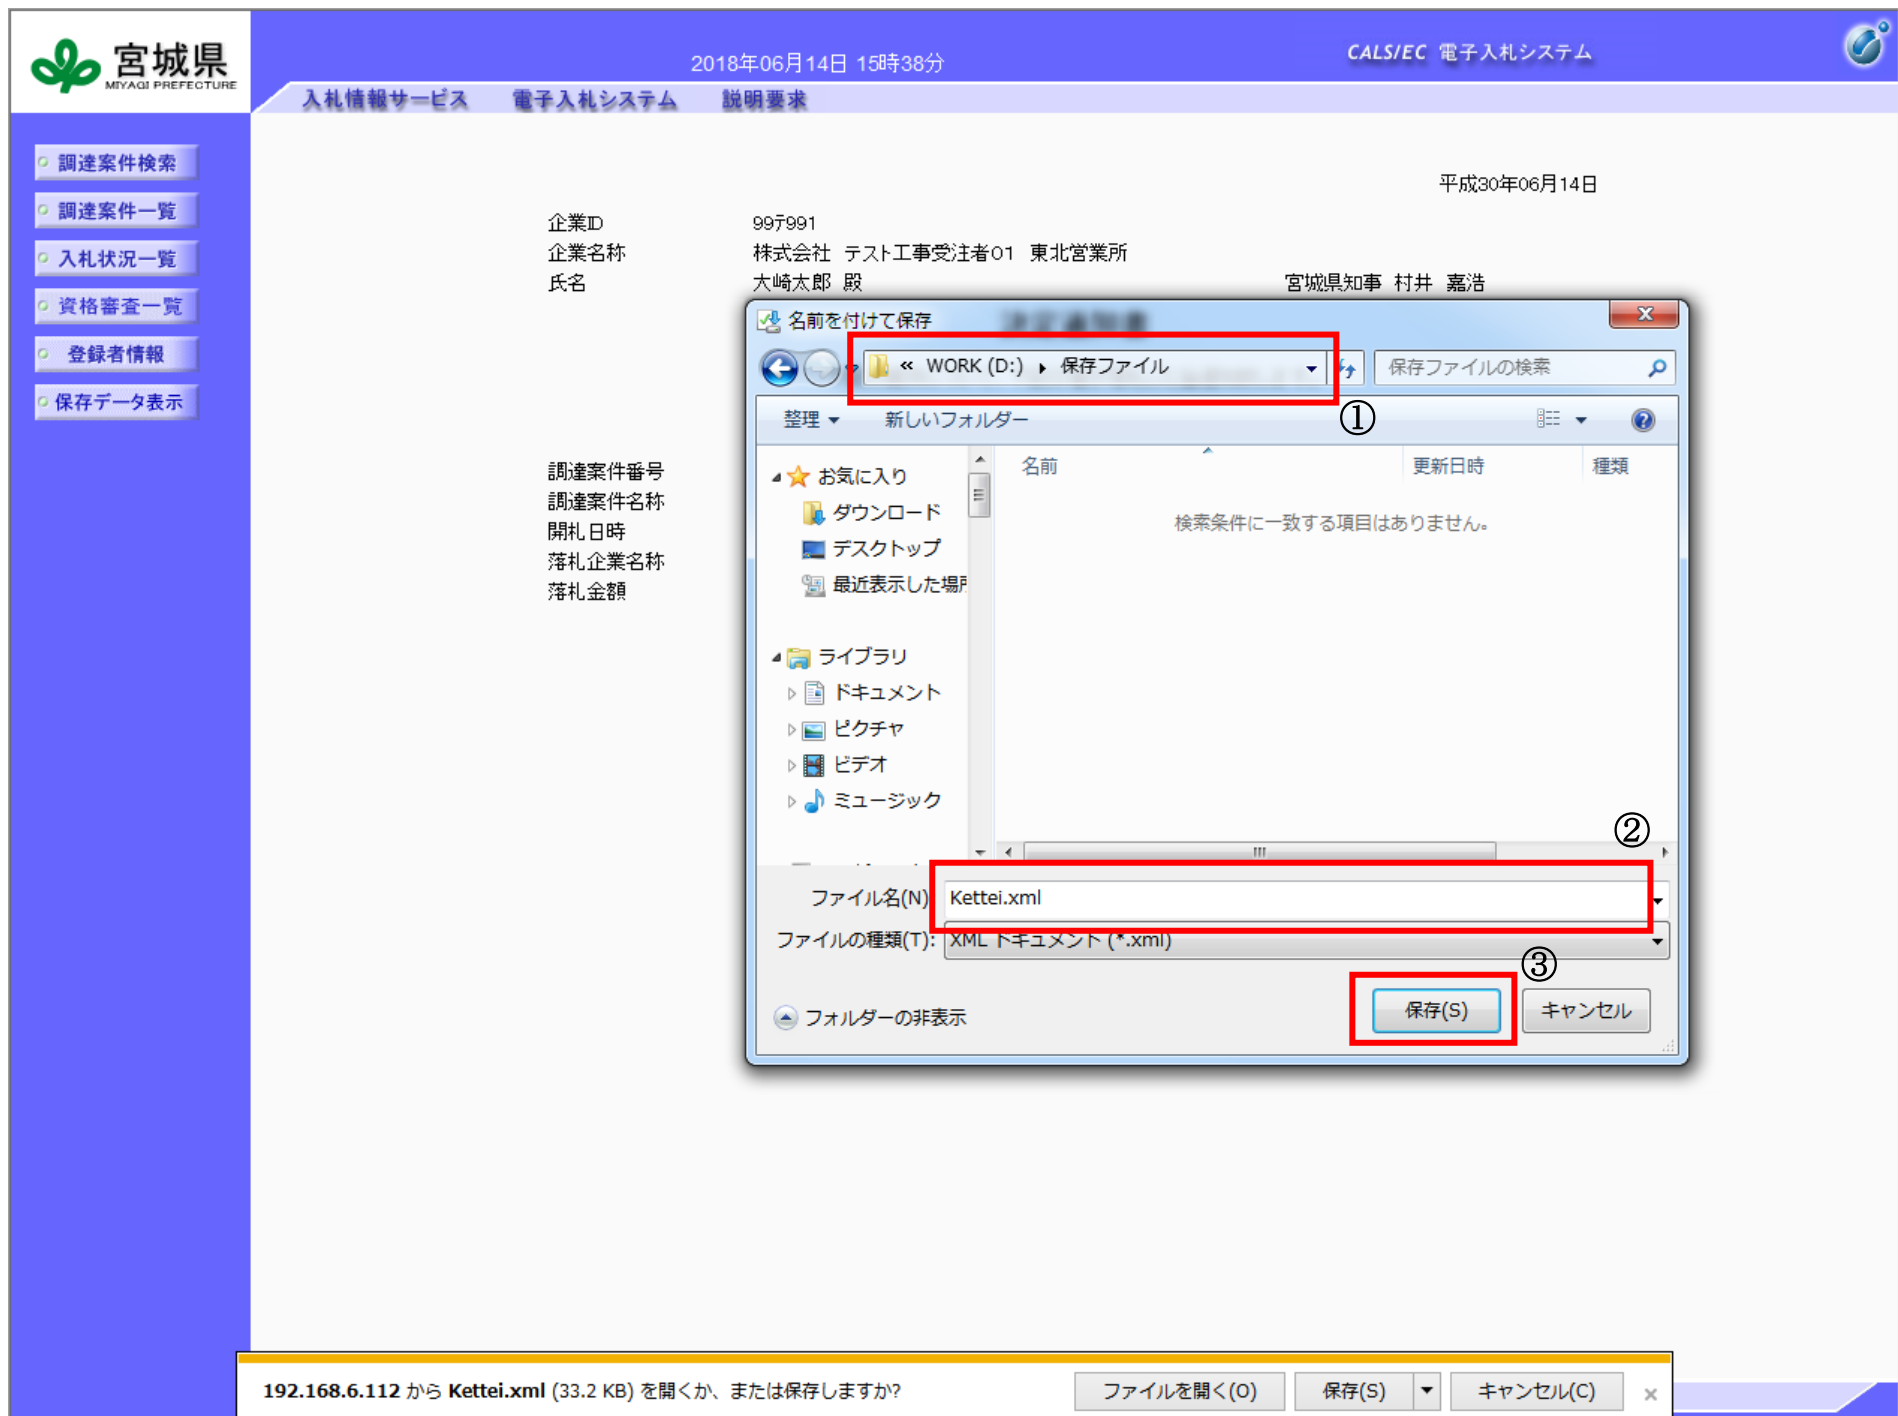 宮城県
MIYAGI PREFECTURE
2018年06月14日 15時38分
CALS/EC 電子入札システム
入札情報サービス 電子入札システム 説明要求
調達案件検索
調達案件一覧
入札状況一覧
資格審査一覧
登録者情報
保存データ表示
平成30年06月14日
企業ID 99ﾃ991
企業名称 株式会社 テスト工事受注者01 東北営業所
氏名 大崎太郎 殿
宮城県知事 村井 嘉浩
決定通知書
調達案件番号
調達案件名称
開札日時
落札企業名称
落札金額
名前を付けて保存
« WORK (D:) 保存ファイル
保存ファイルの検索
①
整理 新しいフォルダー
名前 更新日時 種類
検索条件に一致する項目はありません。
お気に入り
ダウンロード
デスクトップ
最近表示した場所
ライブラリ
ドキュメント
ピクチャ
ビデオ
ミュージック
②
ファイル名(N) Kettei.xml
ファイルの種類(T): XML ドキュメント (*.xml)
③
フォルダーの非表示
保存(S) キャンセル
192.168.6.112 から Kettei.xml (33.2 KB) を開くか、または保存しますか?
ファイルを開く(O) 保存(S) キャンセル(C) ×